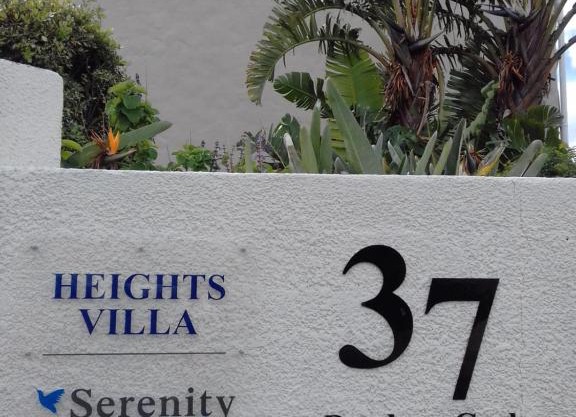 HEIGHTS
VILLA
Serenity
37